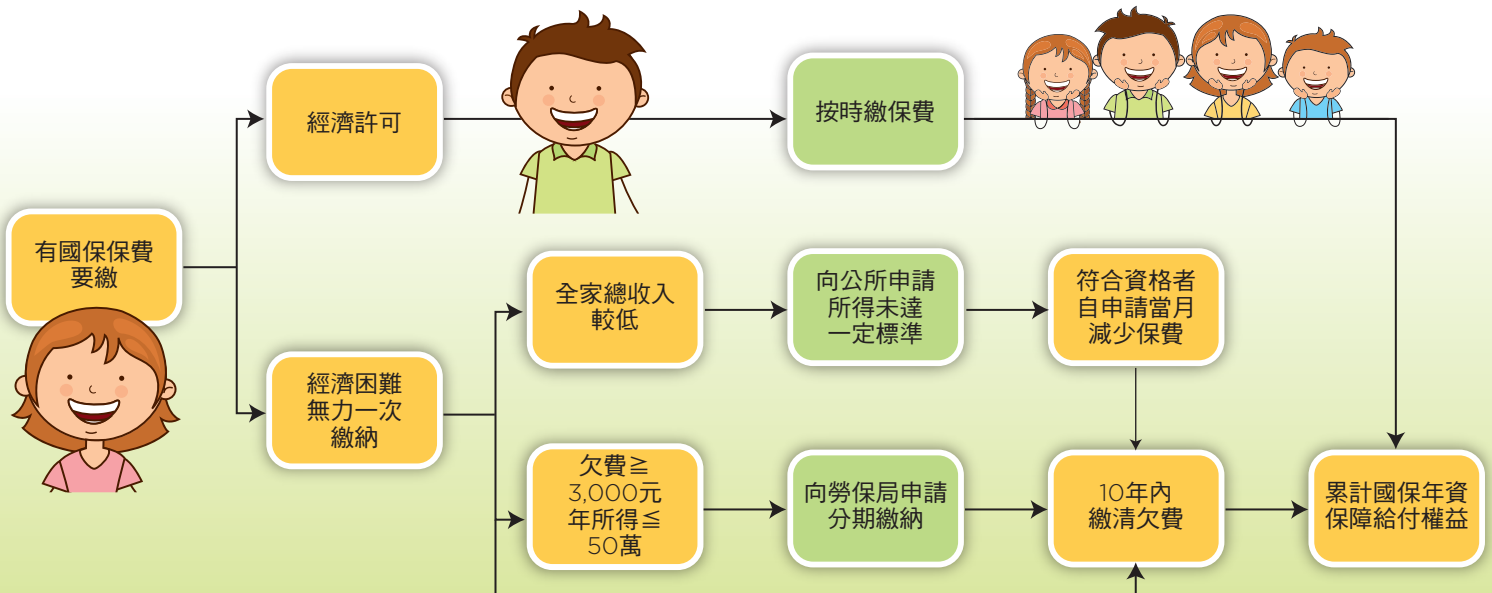 經濟許可
按時繳保費
有國保保費
要繳
全家總收入
較低
向公所申請
所得未達
一定標準
符合資格者
自申請當月
減少保費
經濟困難
無力一次
繳納
欠費≧
3,000元
年所得≦
50萬
向勞保局申請
分期繳納
10年內
繳清欠費
累計國保年資
保障給付權益